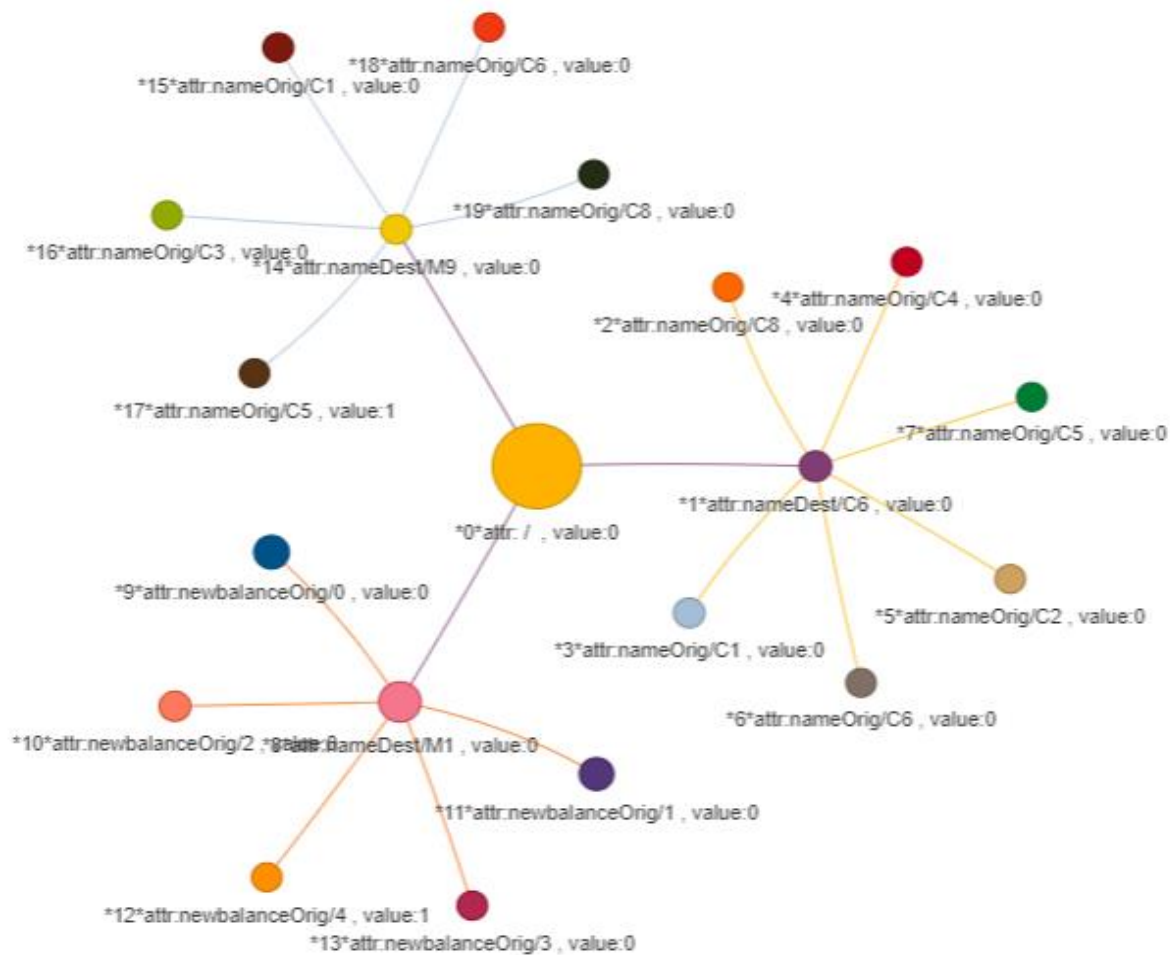 *18*attr:nameOrig/C6 , value:0
*15*attr:nameOrig/C1 , value:0
*19*attr:nameOrig/C8 , value:0
*16*attr:nameOrig/C3 , value:0
*14*attr:nameDest/M9 , value:0
*4*attr:nameOrig/C4 , value:0
*2*attr:nameOrig/C8 , value:0
*17*attr:nameOrig/C5 , value:1
*7*attr:nameOrig/C5 , value:0
*1*attr:nameDest/C6 , value:0
*0*attr: / , value:0
*9*attr:newbalanceOrig/0 , value:0
*5*attr:nameOrig/C2 , value:0
*3*attr:nameOrig/C1 , value:0
*6*attr:nameOrig/C6 , value:0
*10*attr:newbalanceOrig/2 , value:0
*8*attr:nameDest/M1 , value:0
*11*attr:newbalanceOrig/1 , value:0
*12*attr:newbalanceOrig/4 , value:1
*13*attr:newbalanceOrig/3 , value:0